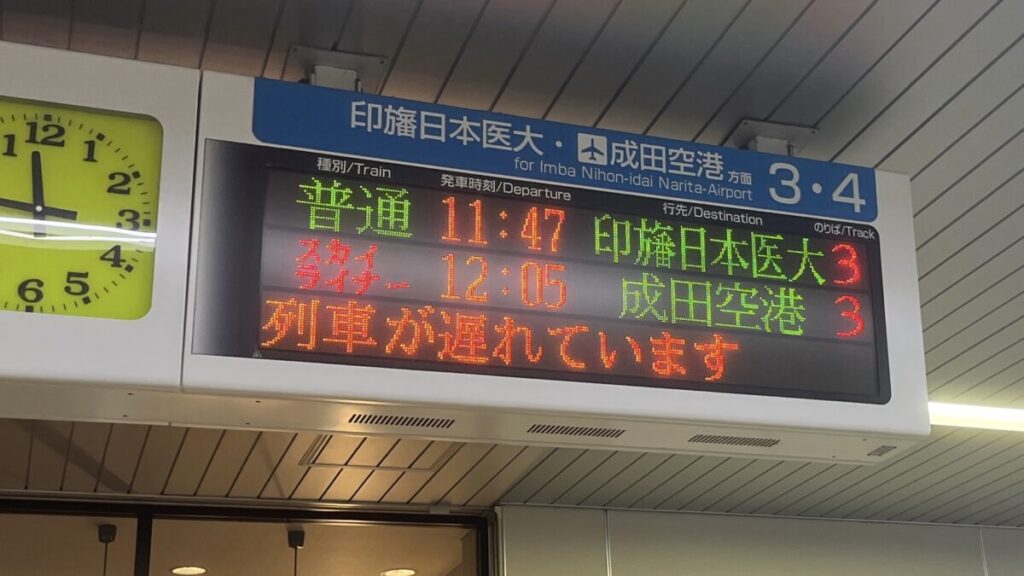 12
1
2
3
4
5
6
印旛日本医大・成田空港方面 3・4
for Imba Nihon-idai Narita-Airport
種別/Train 発車時刻/Departure 行先/Destination のりば/Track
普通 11:47 印旛日本医大 3
スカイライナー 12:05 成田空港 3
列車が遅れています